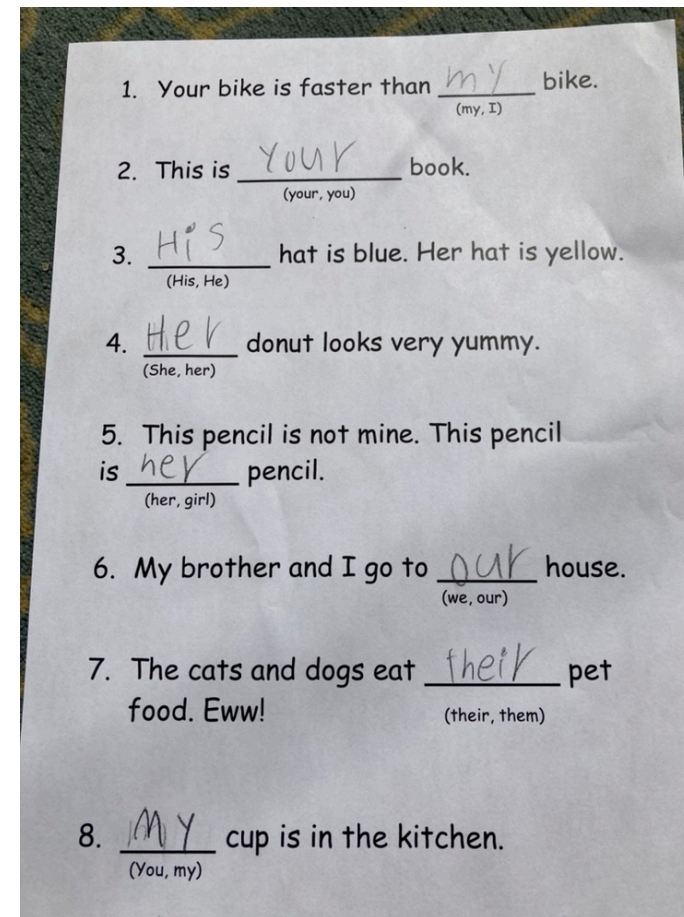 1. Your bike is faster than my bike.
(my, I)
2. This is your book.
(your, you)
3. His hat is blue. Her hat is yellow.
(His, He)
4. Her donut looks very yummy.
(She, her)
5. This pencil is not mine. This pencil
is her pencil.
(her, girl)
6. My brother and I go to our house.
(we, our)
7. The cats and dogs eat their pet
food. Eww!
(their, them)
8. My cup is in the kitchen.
(You, my)